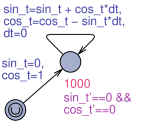 sin_t=sin_t + cos_t*dt,
cos_t=cos_t − sin_t*dt,
dt=0
sin_t=0,
cos_t=1
1000
sin_t'==0 &&
cos_t'==0